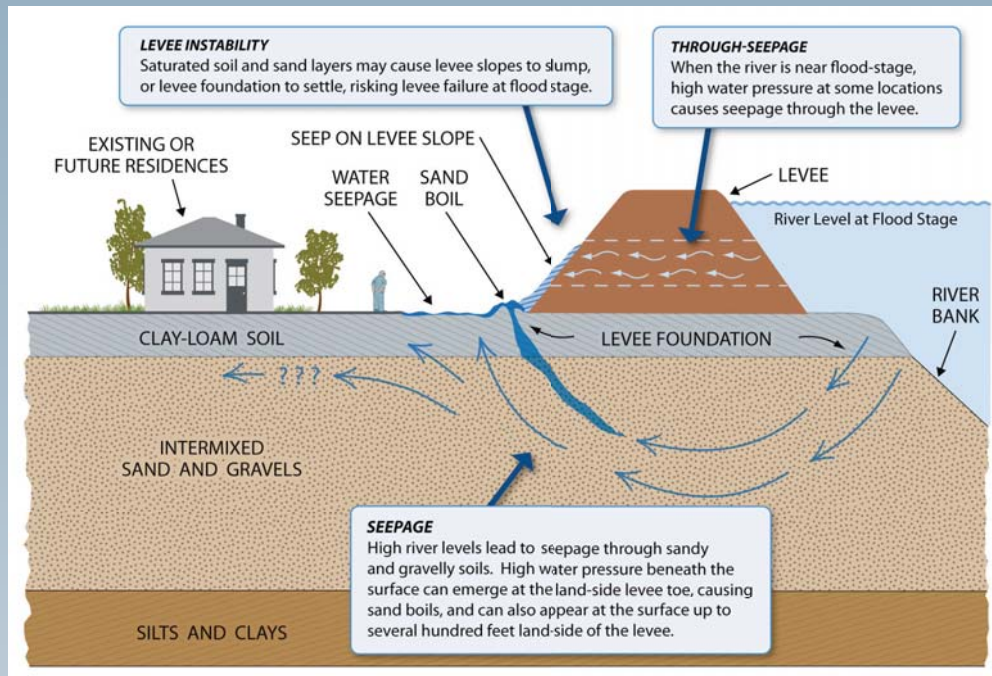 LEVEE INSTABILITY
Saturated soil and sand layers may cause levee slopes to slump,
or levee foundation to settle, risking levee failure at flood stage.
THROUGH-SEEPAGE
When the river is near flood-stage,
high water pressure at some locations
causes seepage through the levee.
EXISTING OR
FUTURE RESIDENCES
SEEP ON LEVEE SLOPE
WATER
SEEPAGE
SAND
BOIL
LEVEE
River Level at Flood Stage
RIVER
BANK
CLAY-LOAM SOIL
LEVEE FOUNDATION
???
INTERMIXED
SAND AND GRAVELS
SEEPAGE
High river levels lead to seepage through sandy
and gravelly soils. High water pressure beneath the
surface can emerge at the land-side levee toe, causing
sand boils, and can also appear at the surface up to
several hundred feet land-side of the levee.
SILTS AND CLAYS